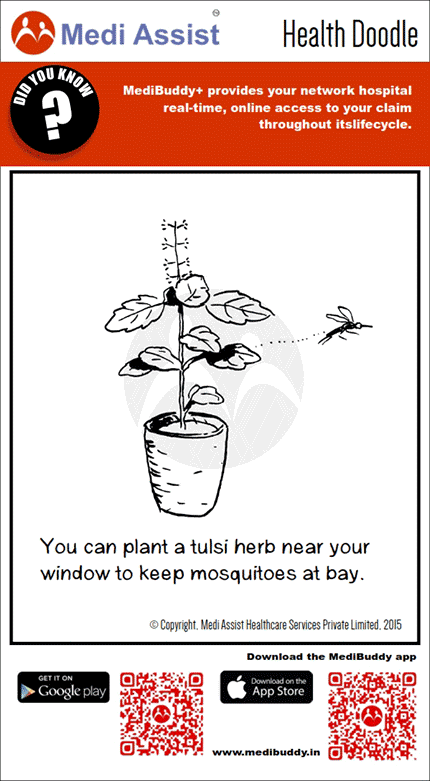 Medi Assist
Health Doodle
DID YOU KNOW
?
MediBuddy+ provides your network hospital
real-time, online access to your claim
throughout itslifecycle.
You can plant a tulsi herb near your
window to keep mosquitoes at bay.
© Copyright. Medi Assist Healthcare Services Private Limited. 2015
Download the MediBuddy app
GET IT ON
Google play
Download on the
App Store
www.medibuddy.in